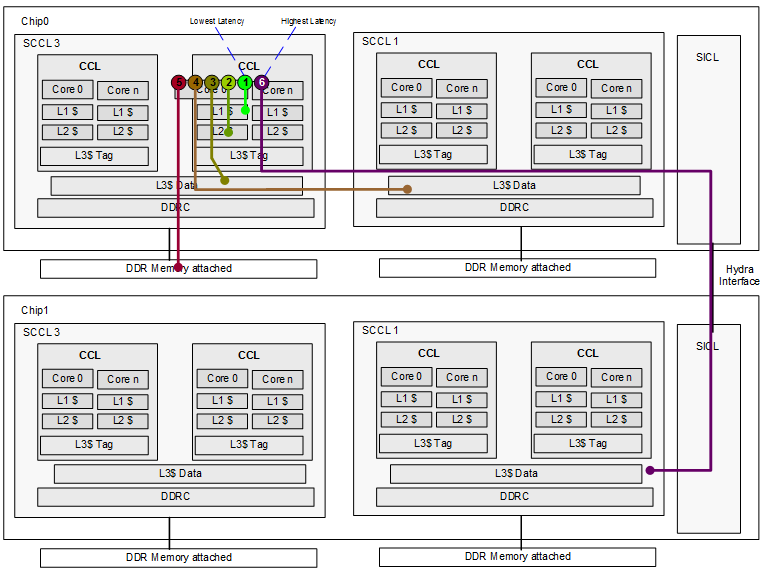 Lowest Latency
Highest Latency
Chip0
SCCL 3
SCCL 1
SICL
CCL
CCL
CCL
CCL
5
4
3
2
1
6
Core 0
Core n
Core 0
Core n
Core 0
Core n
Core 0
Core n
L1 $
L1 $
L1 $
L1 $
L1 $
L1 $
L1 $
L1 $
L2 $
L2 $
L2 $
L2 $
L2 $
L2 $
L2 $
L2 $
L3$ Tag
L3$ Tag
L3$ Tag
L3$ Tag
L3$ Data
L3$ Data
DDRC
DDRC
DDR Memory attached
DDR Memory attached
Hydra
Interface
Chip1
SCCL 3
SCCL 1
SICL
CCL
CCL
CCL
CCL
Core 0
Core n
Core 0
Core n
Core 0
Core n
Core 0
Core n
L1 $
L1 $
L1 $
L1 $
L1 $
L1 $
L1 $
L1 $
L2 $
L2 $
L2 $
L2 $
L2 $
L2 $
L2 $
L2 $
L3$ Tag
L3$ Tag
L3$ Tag
L3$ Tag
L3$ Data
L3$ Data
DDRC
DDRC
DDR Memory attached
DDR Memory attached